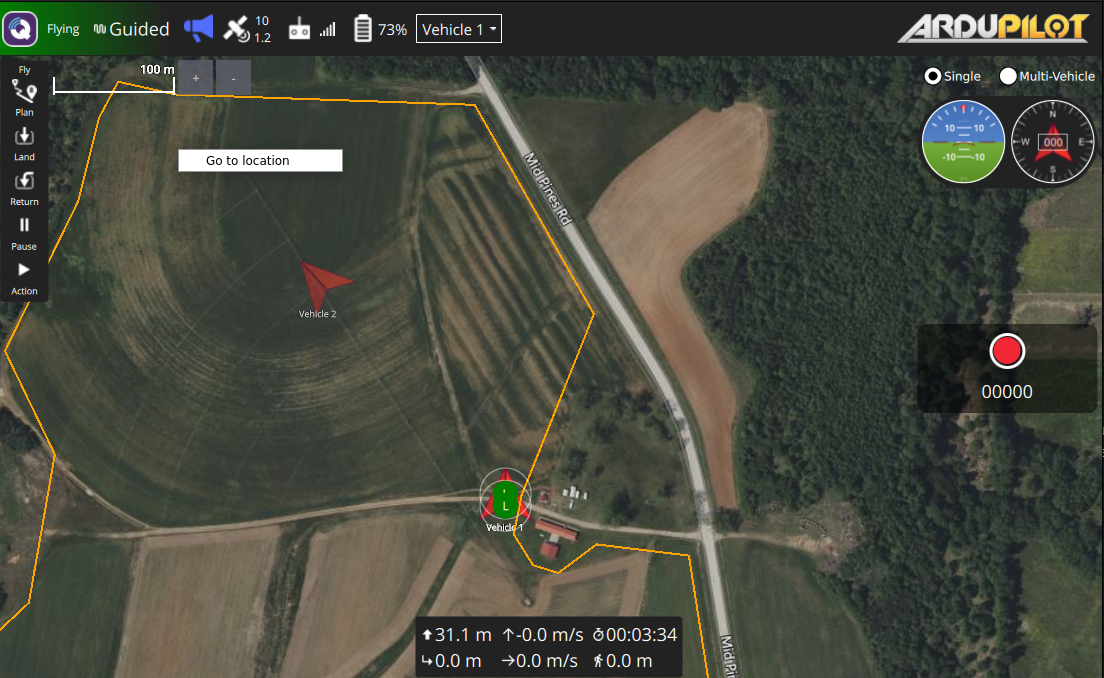 Flying
Guided
10
1.2
73%
Vehicle 1
ARDUPILOT
Fly
100 m
+
-
Single
Multi-Vehicle
Plan
Land
Return
Pause
Action
Go to location
10 10
-10 -10
N
W
000
E
S
Mid Pines Rd
Vehicle 2
00000
L
Vehicle 1
31.1 m
-0.0 m/s
00:03:34
0.0 m
0.0 m/s
0.0 m
Mid Pin